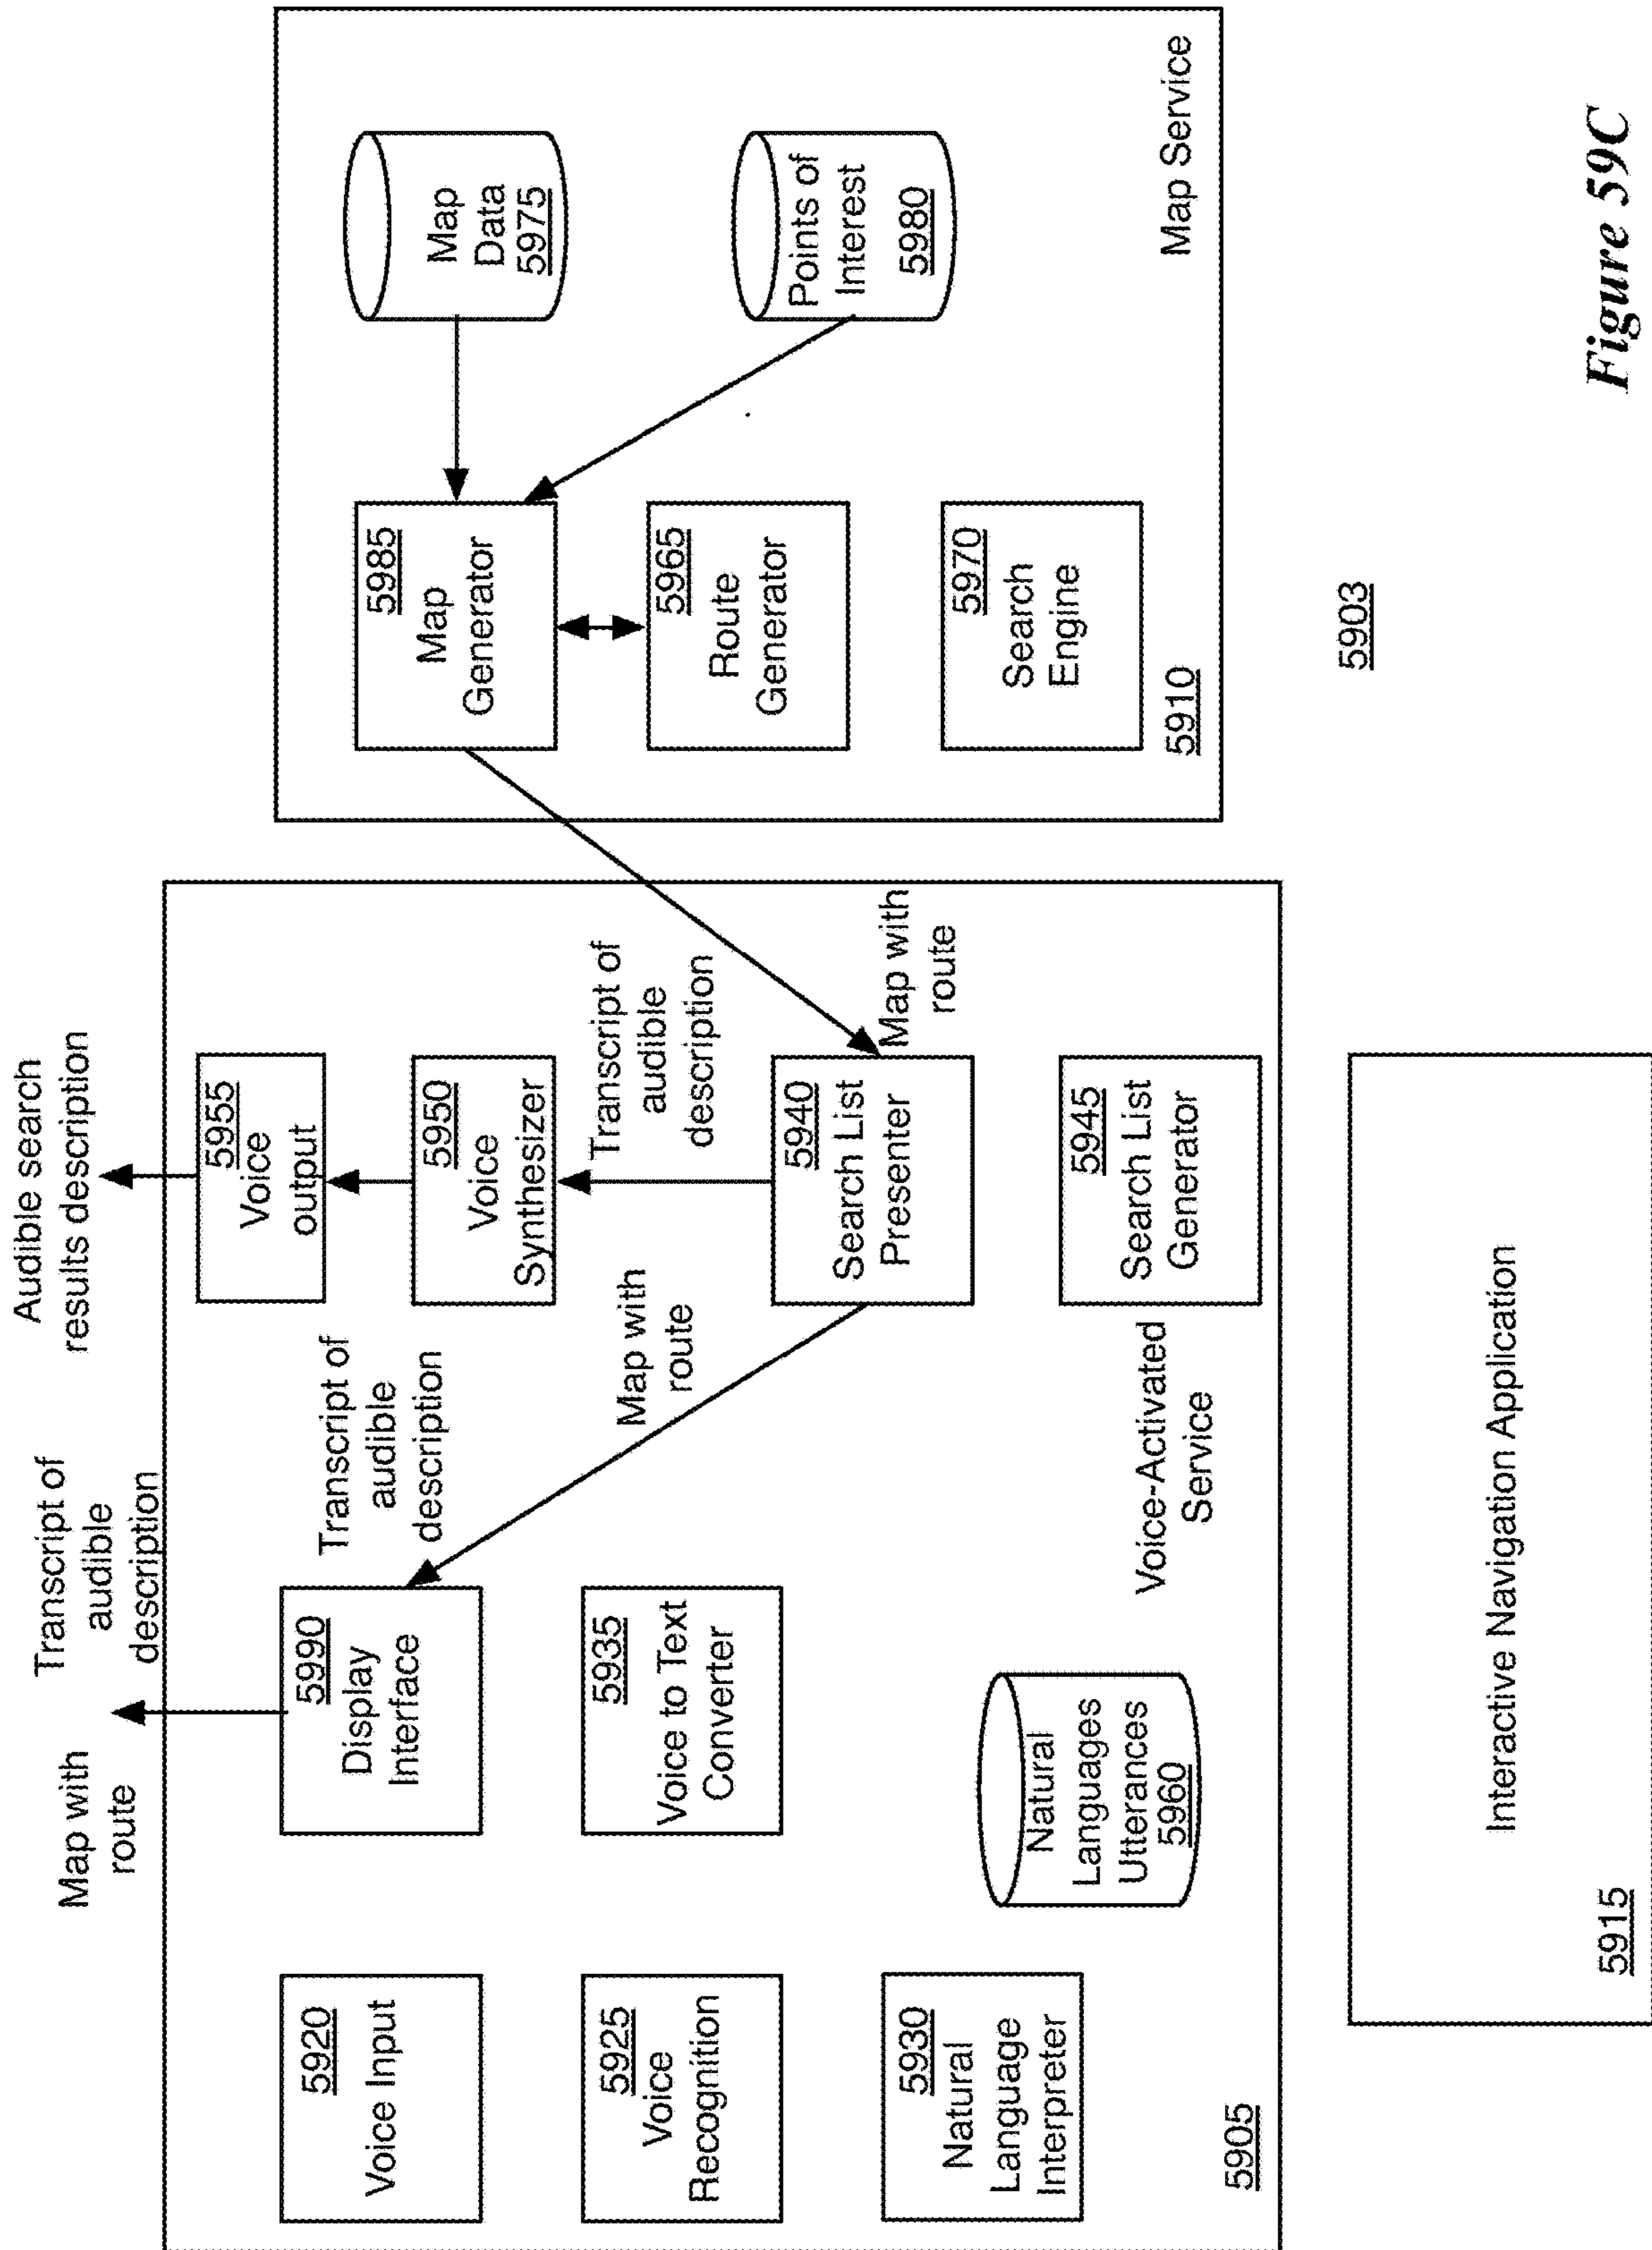 Map with
route
Transcript of
audible
description
Audible search
results description
5920
Voice Input
5925
Voice
Recognition
5930
Natural
Language
Interpreter
5905
5990
Display
Interface
5935
Voice to Text
Converter
Natural
Languages
Utterances
5960
Transcript of
audible
description
Map with
route
Voice-Activated
Service
5955
Voice
output
5950
Voice
Synthesizer
Transcript of
audible
description
5940
Search List
Presenter
Map with
route
5945
Search List
Generator
5985
Map
Generator
5965
Route
Generator
5970
Search
Engine
5910
Map
Data
5975
Points of
Interest
5980
Map Service
5915
Interactive Navigation Application
5903
Figure 59C